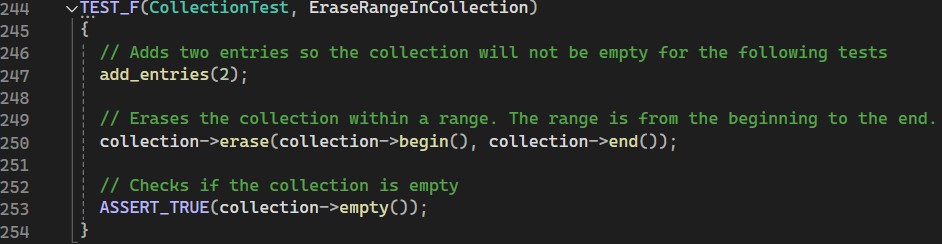 244 TEST_F(CollectionTest, EraseRangeInCollection)
245 {
246 // Adds two entries so the collection will not be empty for the following tests
247 add_entries(2);
248
249 // Erases the collection within a range. The range is from the beginning to the end.
250 collection->erase(collection->begin(), collection->end());
251
252 // Checks if the collection is empty
253 ASSERT_TRUE(collection->empty());
254 }